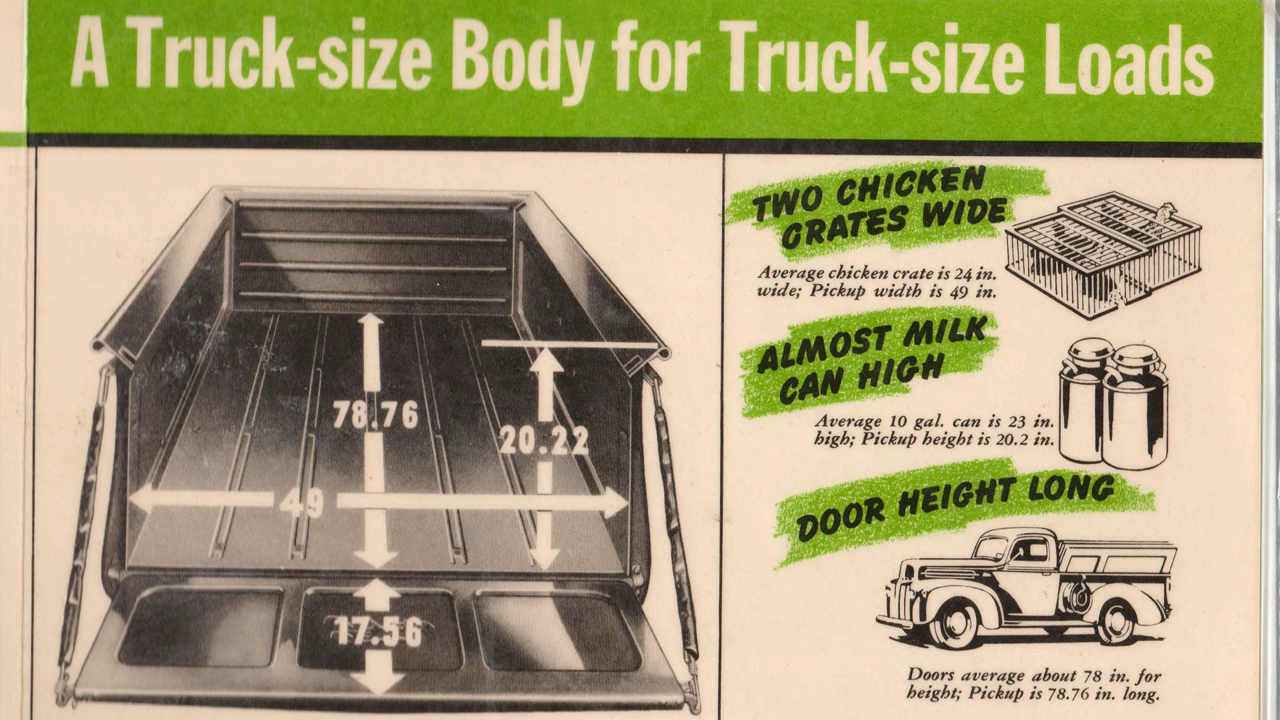 A Truck-size Body for Truck-size Loads
78.76
20.22
49
17.56
TWO CHICKEN
CRATES WIDE
Average chicken crate is 24 in.
wide; Pickup width is 49 in.
ALMOST MILK
CAN HIGH
Average 10 gal. can is 23 in.
high; Pickup height is 20.2 in.
DOOR HEIGHT LONG
Doors average about 78 in. for
height; Pickup is 78.76 in. long.